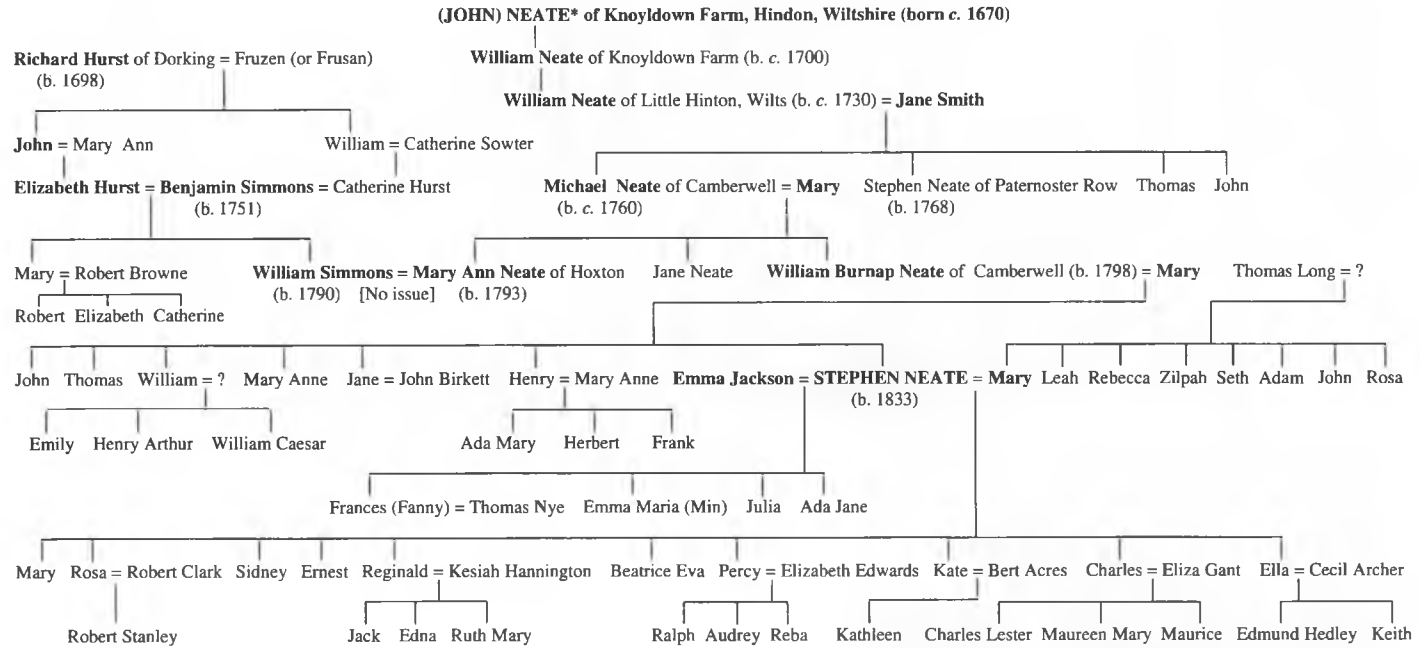 (JOHN) NEATE* of Knoyldown Farm, Hindon, Wiltshire (born c. 1670)
Richard Hurst of Dorking = Fruzen (or Frusan) William Neate of Knoyldown Farm (b. c. 1700)
(b. 1698)
William Neate of Little Hinton, Wilts (b. c. 1730) = Jane Smith
John = Mary Ann William = Catherine Sowter
Elizabeth Hurst = Benjamin Simmons = Catherine Hurst Michael Neate of Camberwell = Mary Stephen Neate of Paternoster Row Thomas John
(b. 1751) (b. c. 1760) (b. 1768)
Mary = Robert Browne William Simmons = Mary Ann Neate of Hoxton Jane Neate William Burnap Neate of Camberwell (b. 1798) = Mary Thomas Long = ?
(b. 1790) [No issue] (b. 1793)
Robert Elizabeth Catherine
John Thomas William = ? Mary Anne Jane = John Birkett Henry = Mary Anne Emma Jackson = STEPHEN NEATE = Mary Leah Rebecca Zilpah Seth Adam John Rosa
(b. 1833)
Emily Henry Arthur William Caesar Ada Mary Herbert Frank
Frances (Fanny) = Thomas Nye Emma Maria (Min) Julia Ada Jane
Mary Rosa = Robert Clark Sidney Ernest Reginald = Kesiah Hannington Beatrice Eva Percy = Elizabeth Edwards Kate = Bert Acres Charles = Eliza Gant Ella = Cecil Archer
Robert Stanley Jack Edna Ruth Mary Ralph Audrey Reba Kathleen Charles Lester Maureen Mary Maurice Edmund Hedley Keith